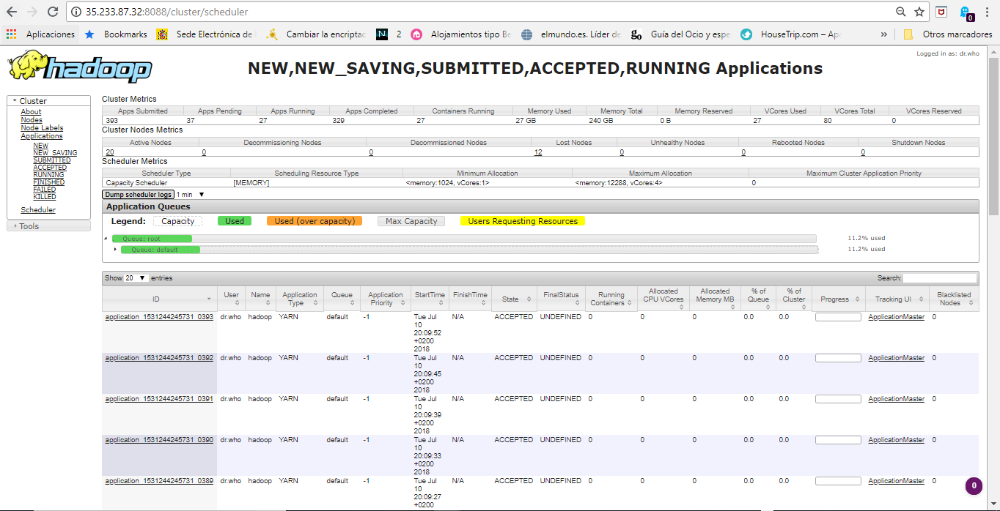 35.233.87.32:8088/cluster/scheduler
0
Aplicaciones Bookmarks Sede Electrónica de Cambiar la encriptac N 2 Alojamientos tipo Be elmundo.es. Líder de go Guía del Ocio y espe HouseTrip.com – Apa » Otros marcadores
Logged in as: dr.who
hadoop
NEW,NEW_SAVING,SUBMITTED,ACCEPTED,RUNNING Applications
Cluster
About
Nodes
Node Labels
Applications
NEW
NEW_SAVING
SUBMITTED
ACCEPTED
RUNNING
FINISHED
FAILED
KILLED
Scheduler
Tools
Cluster Metrics
Apps Submitted Apps Pending Apps Running Apps Completed Containers Running Memory Used Memory Total Memory Reserved VCores Used VCores Total VCores Reserved
393 37 27 329 27 27 GB 240 GB 0 B 27 80 0
Cluster Nodes Metrics
Active Nodes Decommissioning Nodes Decommissioned Nodes Lost Nodes Unhealthy Nodes Rebooted Nodes Shutdown Nodes
20 0 0 12 0 0 0
Scheduler Metrics
Scheduler Type Scheduling Resource Type Minimum Allocation Maximum Allocation Maximum Cluster Application Priority
Capacity Scheduler [MEMORY] <memory:1024, vCores:1> <memory:12288, vCores:4> 0
Dump scheduler logs 1 min
Application Queues
Legend: Capacity Used Used (over capacity) Max Capacity Users Requesting Resources
Queue: root 11.2% used
Queue: default 11.2% used
Show 20 entries Search:
ID User Name Application Type Queue Application Priority StartTime FinishTime State FinalStatus Running Containers Allocated CPU VCores Allocated Memory MB % of Queue % of Cluster Progress Tracking UI Blacklisted Nodes
application_1531244245731_0393 dr.who hadoop YARN default -1 Tue Jul 10 20:09:52 +0200 2018 N/A ACCEPTED UNDEFINED 0 0 0 0.0 0.0 ApplicationMaster 0
application_1531244245731_0392 dr.who hadoop YARN default -1 Tue Jul 10 20:09:45 +0200 2018 N/A ACCEPTED UNDEFINED 0 0 0 0.0 0.0 ApplicationMaster 0
application_1531244245731_0391 dr.who hadoop YARN default -1 Tue Jul 10 20:09:39 +0200 2018 N/A ACCEPTED UNDEFINED 0 0 0 0.0 0.0 ApplicationMaster 0
application_1531244245731_0390 dr.who hadoop YARN default -1 Tue Jul 10 20:09:33 +0200 2018 N/A ACCEPTED UNDEFINED 0 0 0 0.0 0.0 ApplicationMaster 0
application_1531244245731_0389 dr.who hadoop YARN default -1 Tue Jul 10 20:09:27 +0200 N/A ACCEPTED UNDEFINED 0 0 0 0.0 0.0 ApplicationMaster 0
0